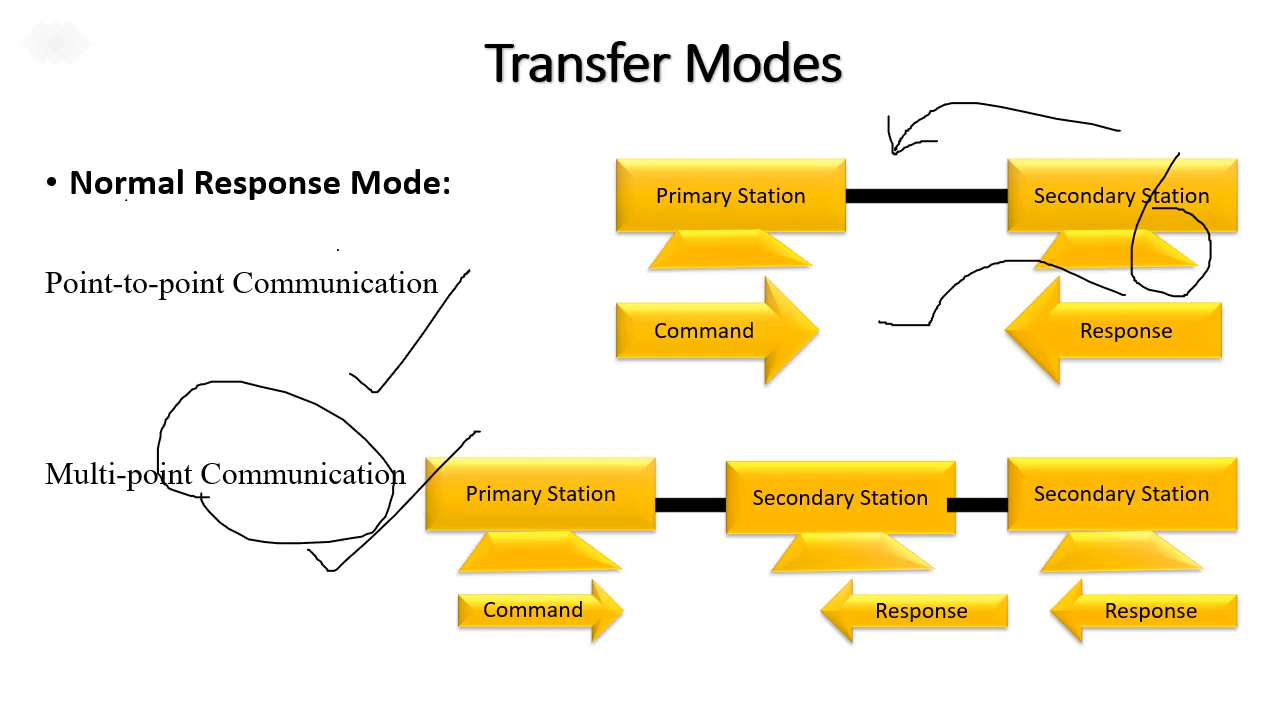 Transfer Modes
• Normal Response Mode:
Primary Station
Secondary Station
Point-to-point Communication
Command
Response
Multi-point Communication
Primary Station
Secondary Station
Secondary Station
Command
Response
Response